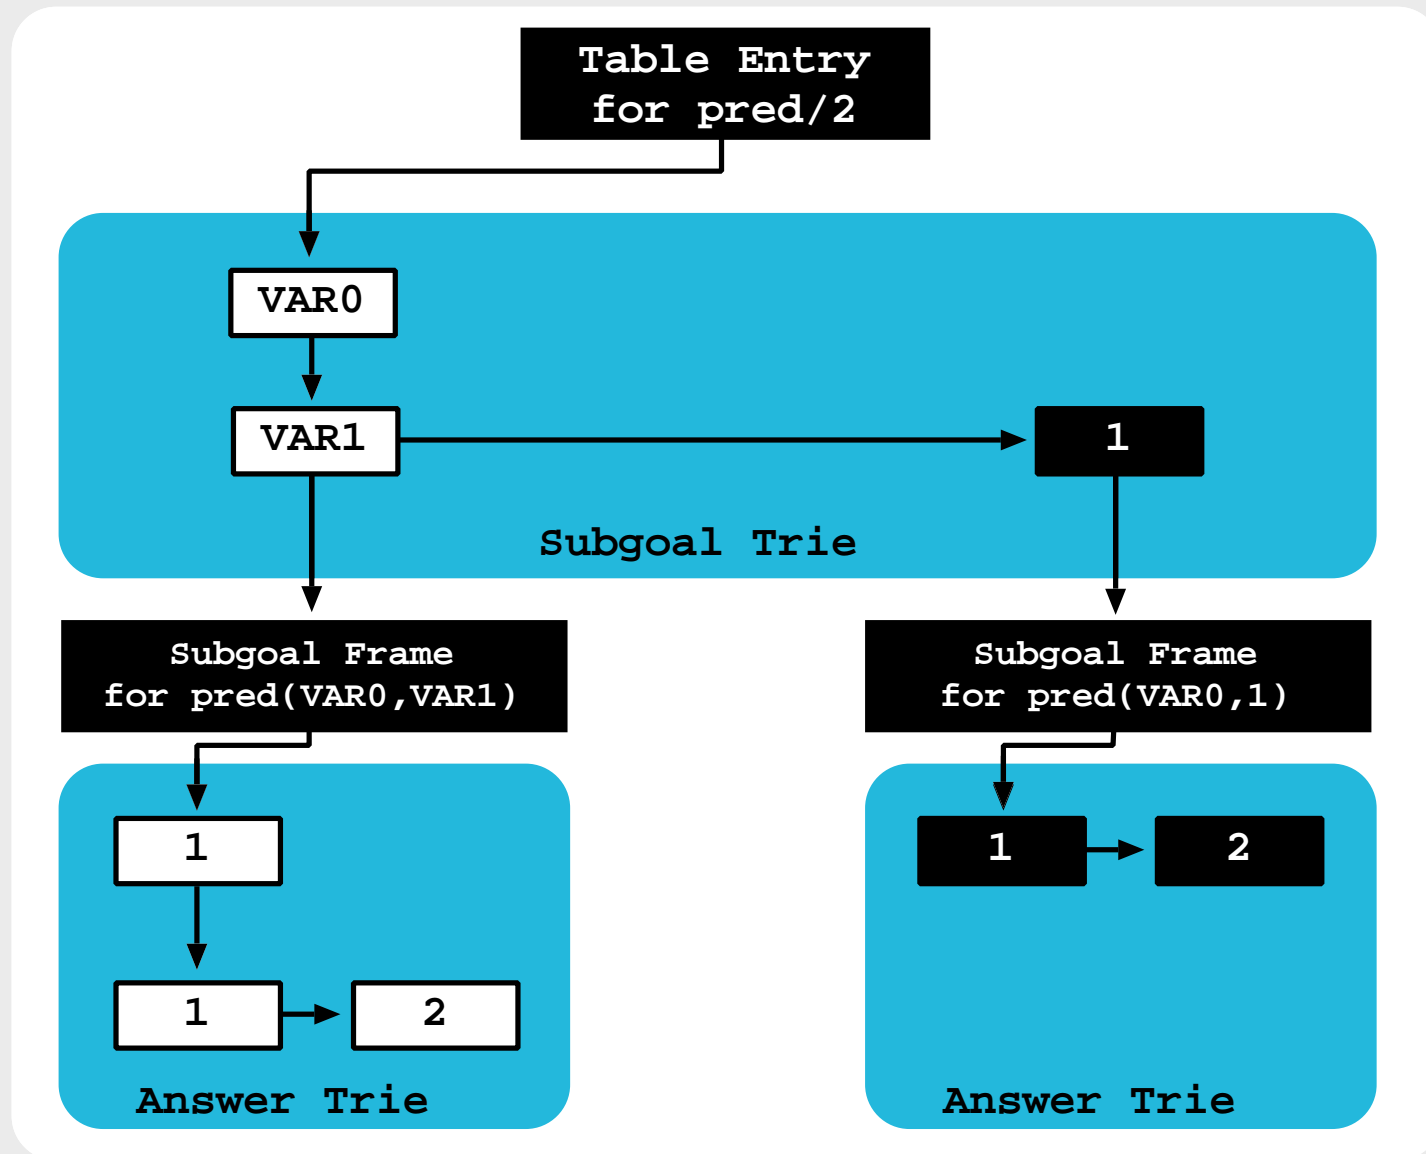 Table Entry
for pred/2
VAR0
VAR1
1
Subgoal Trie
Subgoal Frame
for pred(VAR0,VAR1)
1
1
2
Answer Trie
Subgoal Frame
for pred(VAR0,1)
1
2
Answer Trie